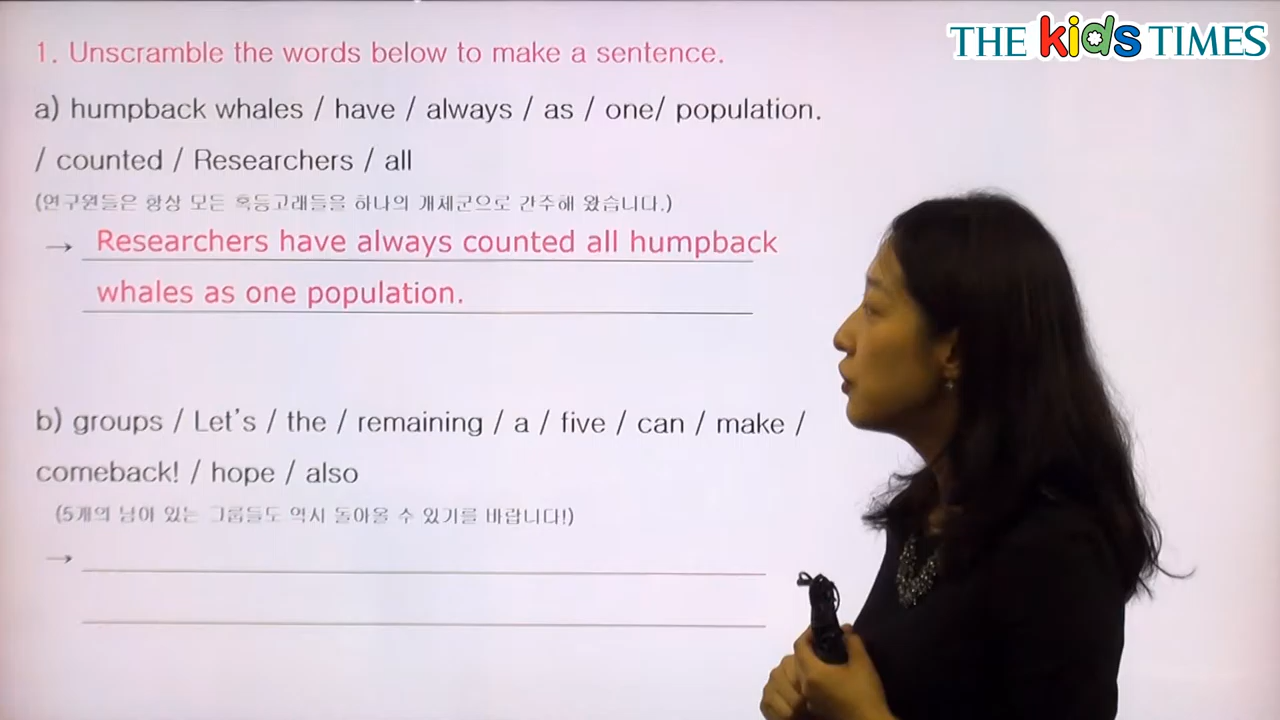 THE kids TIMES
1. Unscramble the words below to make a sentence.
a) humpback whales / have / always / as / one/ population.
/ counted / Researchers / all
(연구원들은 항상 모든 혹등고래들을 하나의 개체군으로 간주해 왔습니다.)
→ Researchers have always counted all humpback
whales as one population.
b) groups / Let's / the / remaining / a / five / can / make /
comeback! / hope / also
(5개의 남아 있는 그룹들도 역시 돌아올 수 있기를 바랍니다!)
→